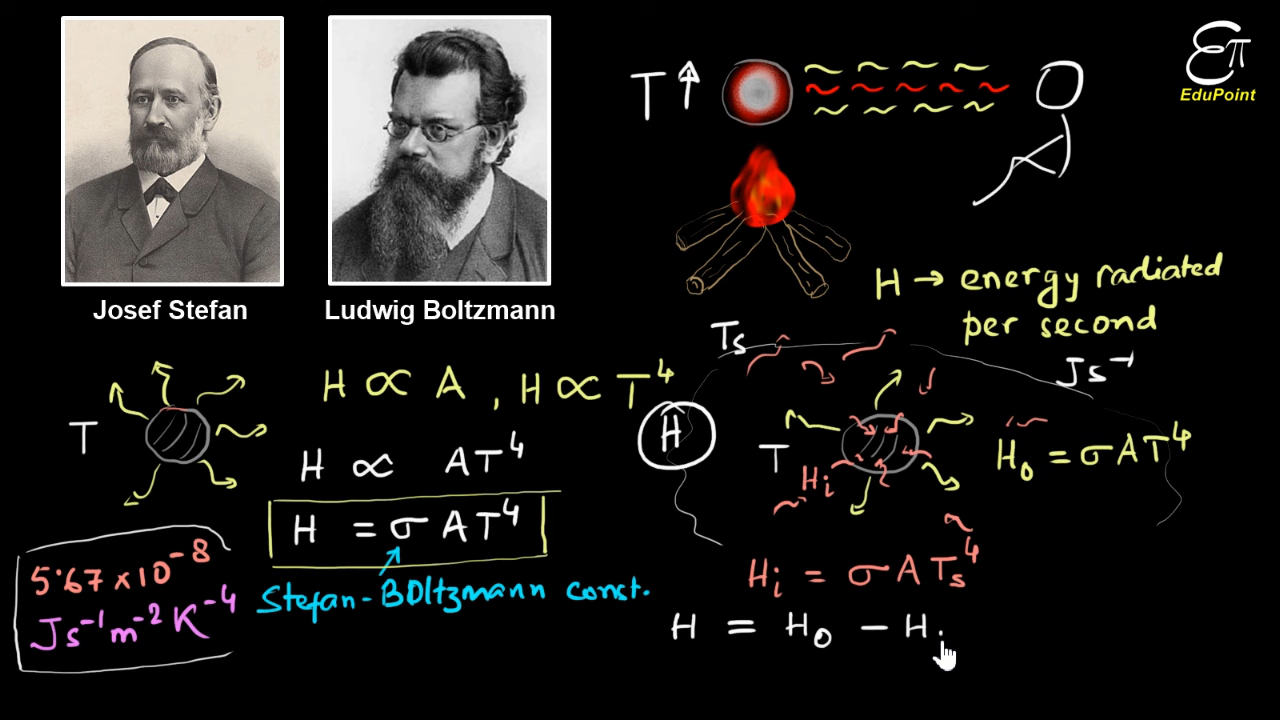 Josef Stefan
Ludwig Boltzmann
T ↑
Eπ
EduPoint
H → energy radiated
per second
Js⁻¹
T
H ∝ A , H ∝ T⁴
H ∝ AT⁴
H = σAT⁴
Stefan-BOltzmann const.
5.67 × 10⁻⁸
Js⁻¹m⁻²K⁻⁴
Ts
H
T
Hi
H₀ = σAT⁴
Hi = σATs⁴
H = H₀ − H.